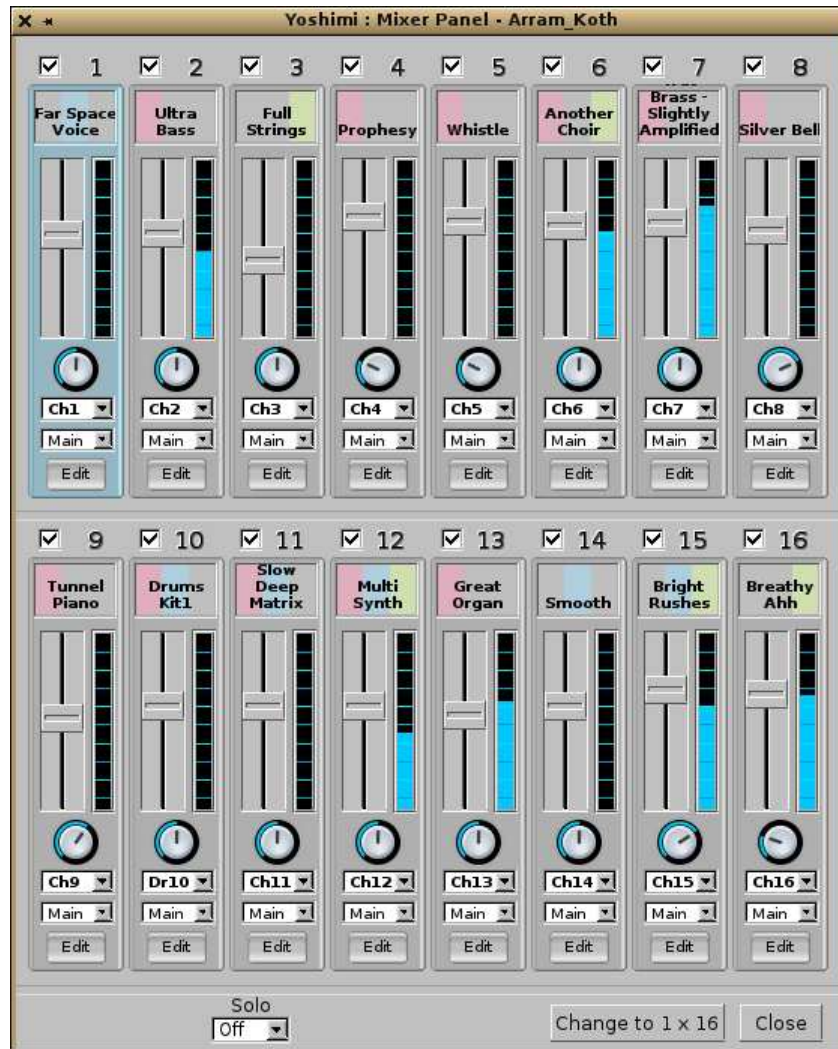 Yoshimi : Mixer Panel - Arram_Koth
1 2 3 4 5 6 7 8
Far Space
Voice
Ultra
Bass
Full
Strings
Prophesy
Whistle
Another
Choir
Brass -
Slightly
Amplified
Silver Bell
Ch1 Ch2 Ch3 Ch4 Ch5 Ch6 Ch7 Ch8
Main Main Main Main Main Main Main Main
Edit Edit Edit Edit Edit Edit Edit Edit
9 10 11 12 13 14 15 16
Tunnel
Piano
Drums
Kit1
Slow
Deep
Matrix
Multi
Synth
Great
Organ
Smooth
Bright
Rushes
Breathy
Ahh
Ch9 Dr10 Ch11 Ch12 Ch13 Ch14 Ch15 Ch16
Main Main Main Main Main Main Main Main
Edit Edit Edit Edit Edit Edit Edit Edit
Solo
Off
Change to 1 x 16
Close